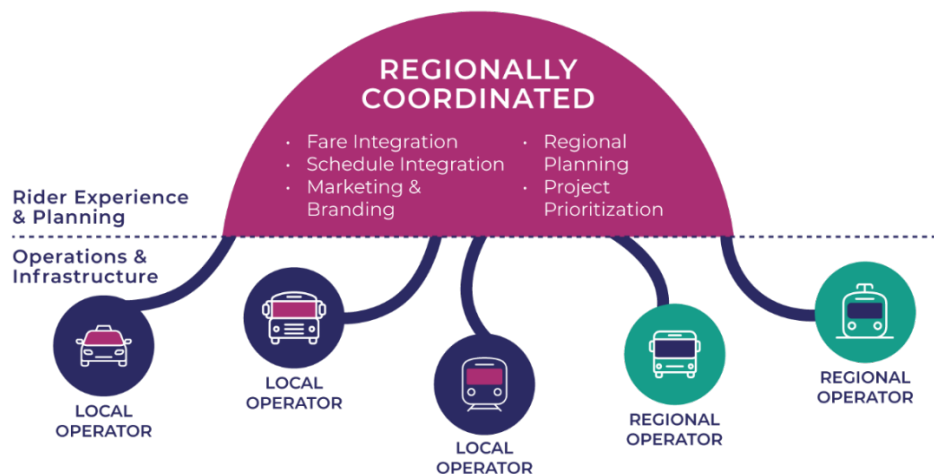 REGIONALLY
COORDINATED
• Fare Integration
• Schedule Integration
• Marketing &
Branding
• Regional
Planning
• Project
Prioritization
Rider Experience
& Planning
Operations &
Infrastructure
LOCAL
OPERATOR
LOCAL
OPERATOR
LOCAL
OPERATOR
REGIONAL
OPERATOR
REGIONAL
OPERATOR